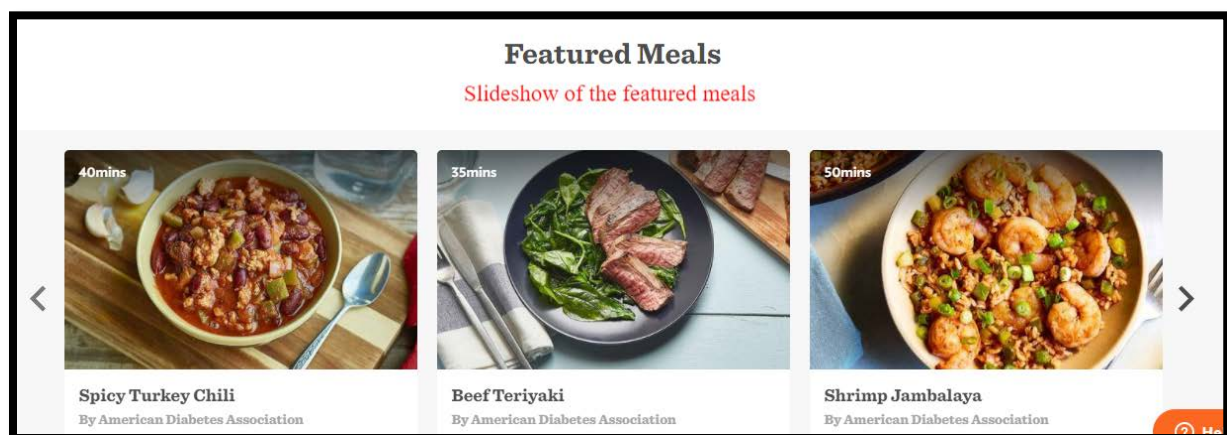 Featured Meals
Slideshow of the featured meals
40mins
35mins
50mins
Spicy Turkey Chili
By American Diabetes Association
Beef Teriyaki
By American Diabetes Association
Shrimp Jambalaya
By American Diabetes Association